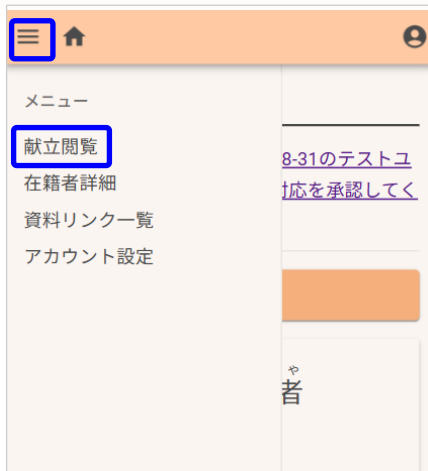 メニュー
献立閲覧
8-31のテストユ
在籍者詳細
対応を承認してく
資料リンク一覧
アカウント設定
や
者